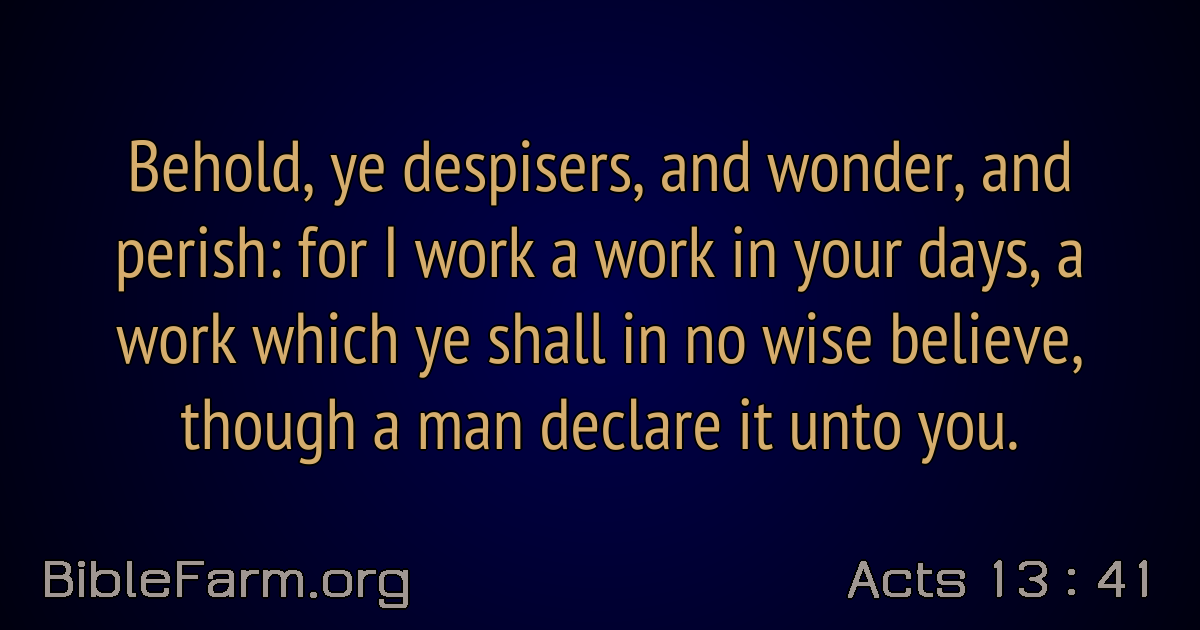 Behold, ye despisers, and wonder, and
perish: for I work a work in your days, a
work which ye shall in no wise believe,
though a man declare it unto you.
BibleFarm.org
Acts 13 : 41